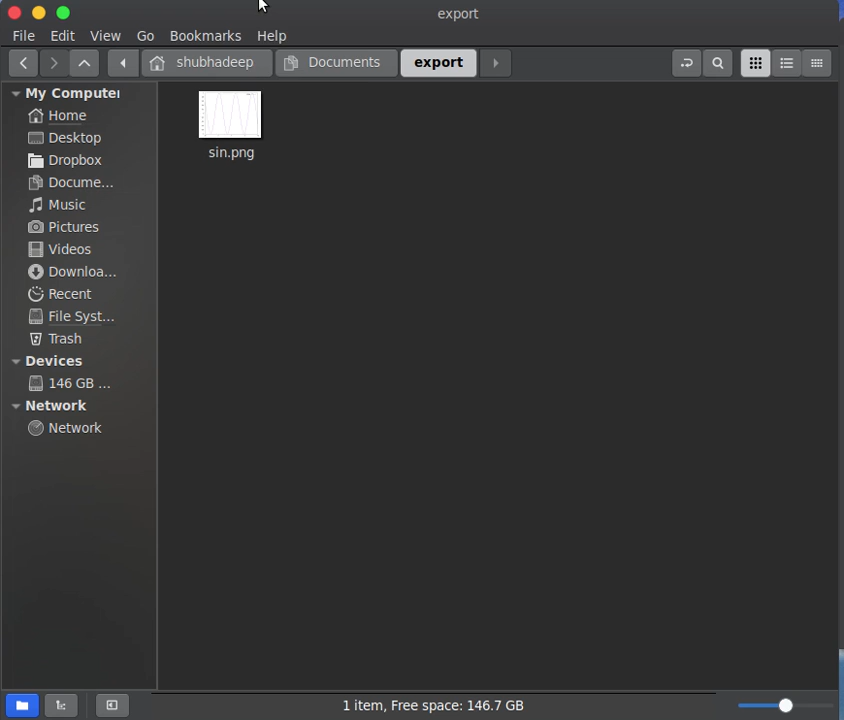 export
File Edit View Go Bookmarks Help
shubhadeep Documents export
My Computer
Home
Desktop
Dropbox
Docume...
Music
Pictures
Videos
Downloa...
Recent
File Syst...
Trash
Devices
146 GB ...
Network
Network
sin.png
1 item, Free space: 146.7 GB